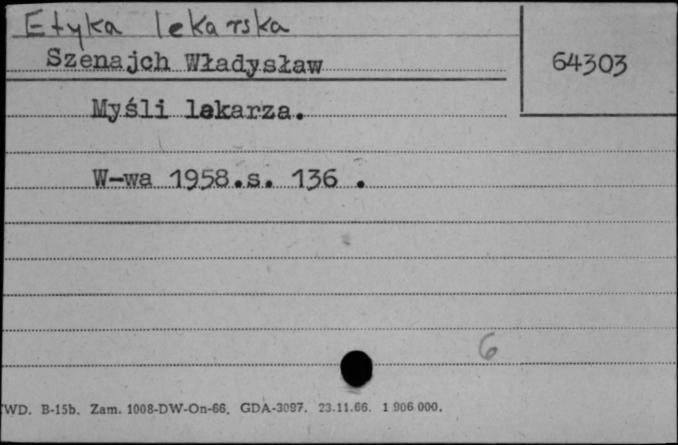 Etyka lekarska
Szenajch Władysław
64303
Myśli lekarza.
W-wa 1958.s. 136 .
6
WD. B-15b. Zam. 1008-DW-On-66. GDA-3097. 23.11.66. 1 906 000.